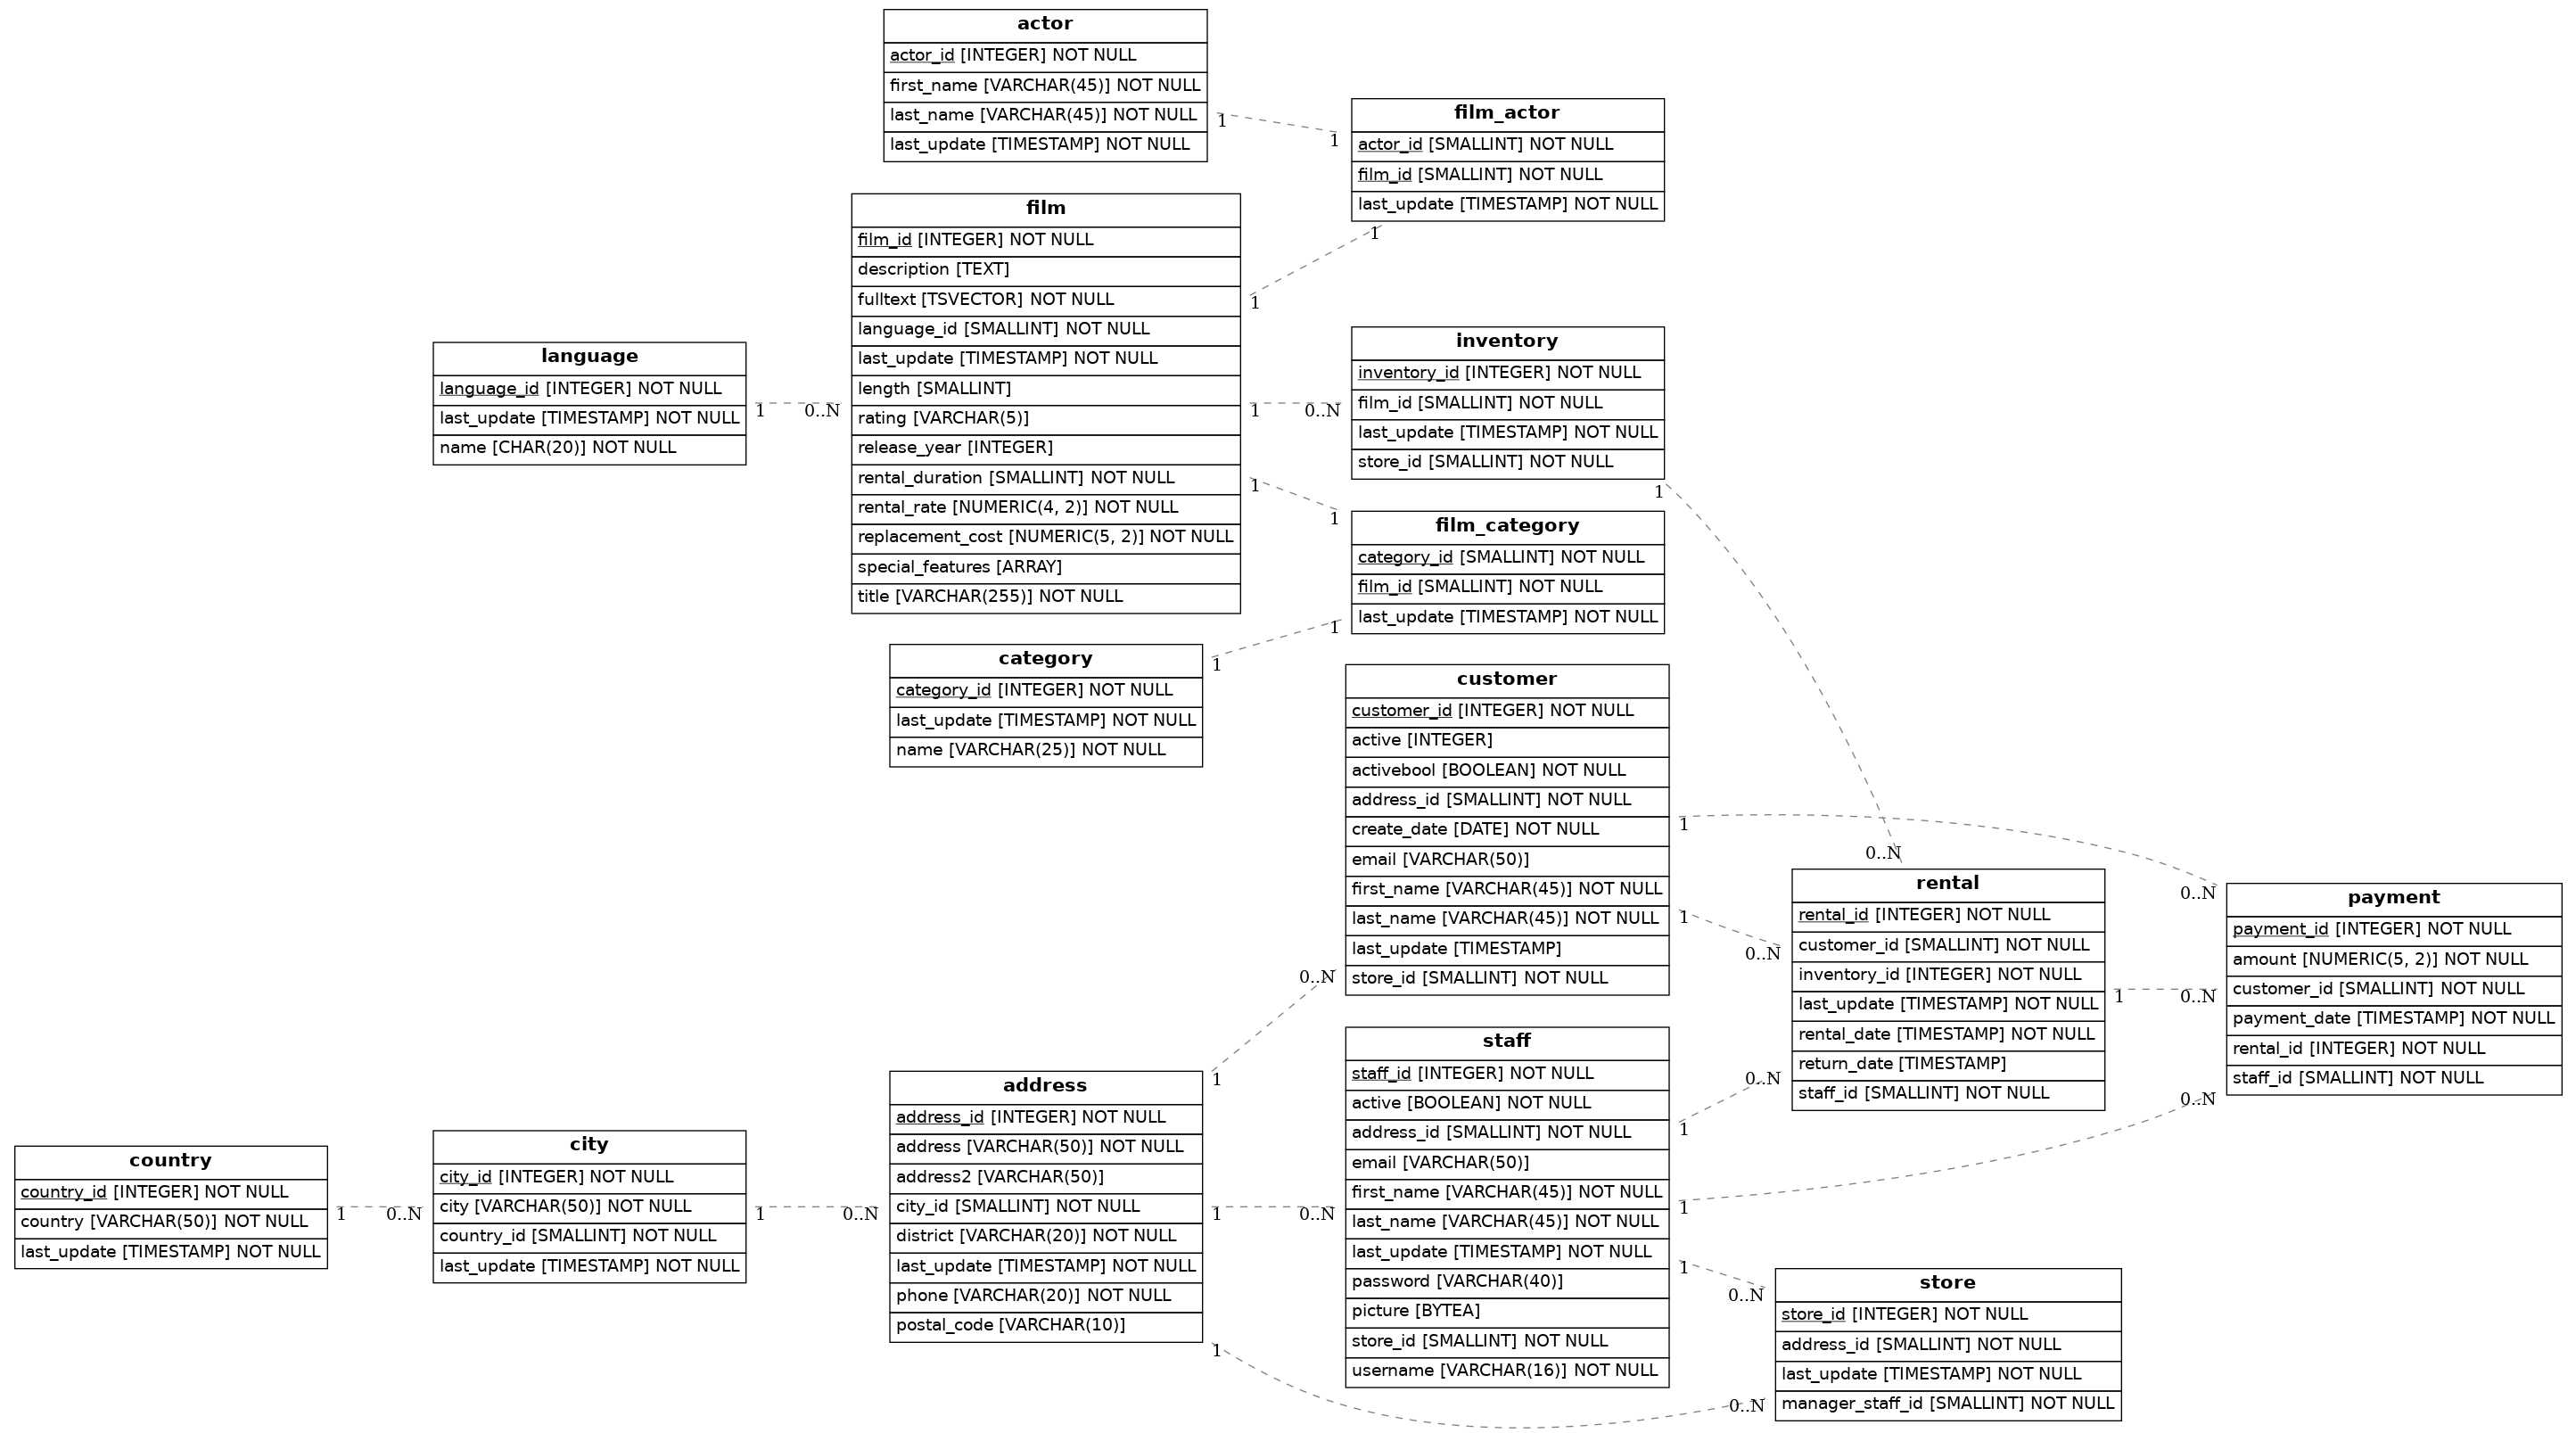 actor
actor_id [INTEGER] NOT NULL
first_name [VARCHAR(45)] NOT NULL
last_name [VARCHAR(45)] NOT NULL
last_update [TIMESTAMP] NOT NULL
1
1
film_actor
actor_id [SMALLINT] NOT NULL
film_id [SMALLINT] NOT NULL
last_update [TIMESTAMP] NOT NULL
1
1
film
film_id [INTEGER] NOT NULL
description [TEXT]
fulltext [TSVECTOR] NOT NULL
language_id [SMALLINT] NOT NULL
last_update [TIMESTAMP] NOT NULL
length [SMALLINT]
rating [VARCHAR(5)]
release_year [INTEGER]
rental_duration [SMALLINT] NOT NULL
rental_rate [NUMERIC(4, 2)] NOT NULL
replacement_cost [NUMERIC(5, 2)] NOT NULL
special_features [ARRAY]
title [VARCHAR(255)] NOT NULL
language
language_id [INTEGER] NOT NULL
last_update [TIMESTAMP] NOT NULL
name [CHAR(20)] NOT NULL
1
0..N
1
0..N
inventory
inventory_id [INTEGER] NOT NULL
film_id [SMALLINT] NOT NULL
last_update [TIMESTAMP] NOT NULL
store_id [SMALLINT] NOT NULL
1
0..N
1
1
film_category
category_id [SMALLINT] NOT NULL
film_id [SMALLINT] NOT NULL
last_update [TIMESTAMP] NOT NULL
1
1
category
category_id [INTEGER] NOT NULL
last_update [TIMESTAMP] NOT NULL
name [VARCHAR(25)] NOT NULL
customer
customer_id [INTEGER] NOT NULL
active [INTEGER]
activebool [BOOLEAN] NOT NULL
address_id [SMALLINT] NOT NULL
create_date [DATE] NOT NULL
email [VARCHAR(50)]
first_name [VARCHAR(45)] NOT NULL
last_name [VARCHAR(45)] NOT NULL
last_update [TIMESTAMP]
store_id [SMALLINT] NOT NULL
1
0..N
1
0..N
rental
rental_id [INTEGER] NOT NULL
customer_id [SMALLINT] NOT NULL
inventory_id [INTEGER] NOT NULL
last_update [TIMESTAMP] NOT NULL
rental_date [TIMESTAMP] NOT NULL
return_date [TIMESTAMP]
staff_id [SMALLINT] NOT NULL
1
0..N
payment
payment_id [INTEGER] NOT NULL
amount [NUMERIC(5, 2)] NOT NULL
customer_id [SMALLINT] NOT NULL
payment_date [TIMESTAMP] NOT NULL
rental_id [INTEGER] NOT NULL
staff_id [SMALLINT] NOT NULL
country
country_id [INTEGER] NOT NULL
country [VARCHAR(50)] NOT NULL
last_update [TIMESTAMP] NOT NULL
1
0..N
city
city_id [INTEGER] NOT NULL
city [VARCHAR(50)] NOT NULL
country_id [SMALLINT] NOT NULL
last_update [TIMESTAMP] NOT NULL
1
0..N
address
address_id [INTEGER] NOT NULL
address [VARCHAR(50)] NOT NULL
address2 [VARCHAR(50)]
city_id [SMALLINT] NOT NULL
district [VARCHAR(20)] NOT NULL
last_update [TIMESTAMP] NOT NULL
phone [VARCHAR(20)] NOT NULL
postal_code [VARCHAR(10)]
1
0..N
1
0..N
1
0..N
staff
staff_id [INTEGER] NOT NULL
active [BOOLEAN] NOT NULL
address_id [SMALLINT] NOT NULL
email [VARCHAR(50)]
first_name [VARCHAR(45)] NOT NULL
last_name [VARCHAR(45)] NOT NULL
last_update [TIMESTAMP] NOT NULL
password [VARCHAR(40)]
picture [BYTEA]
store_id [SMALLINT] NOT NULL
username [VARCHAR(16)] NOT NULL
1
0..N
1
0..N
1
0..N
store
store_id [INTEGER] NOT NULL
address_id [SMALLINT] NOT NULL
last_update [TIMESTAMP] NOT NULL
manager_staff_id [SMALLINT] NOT NULL